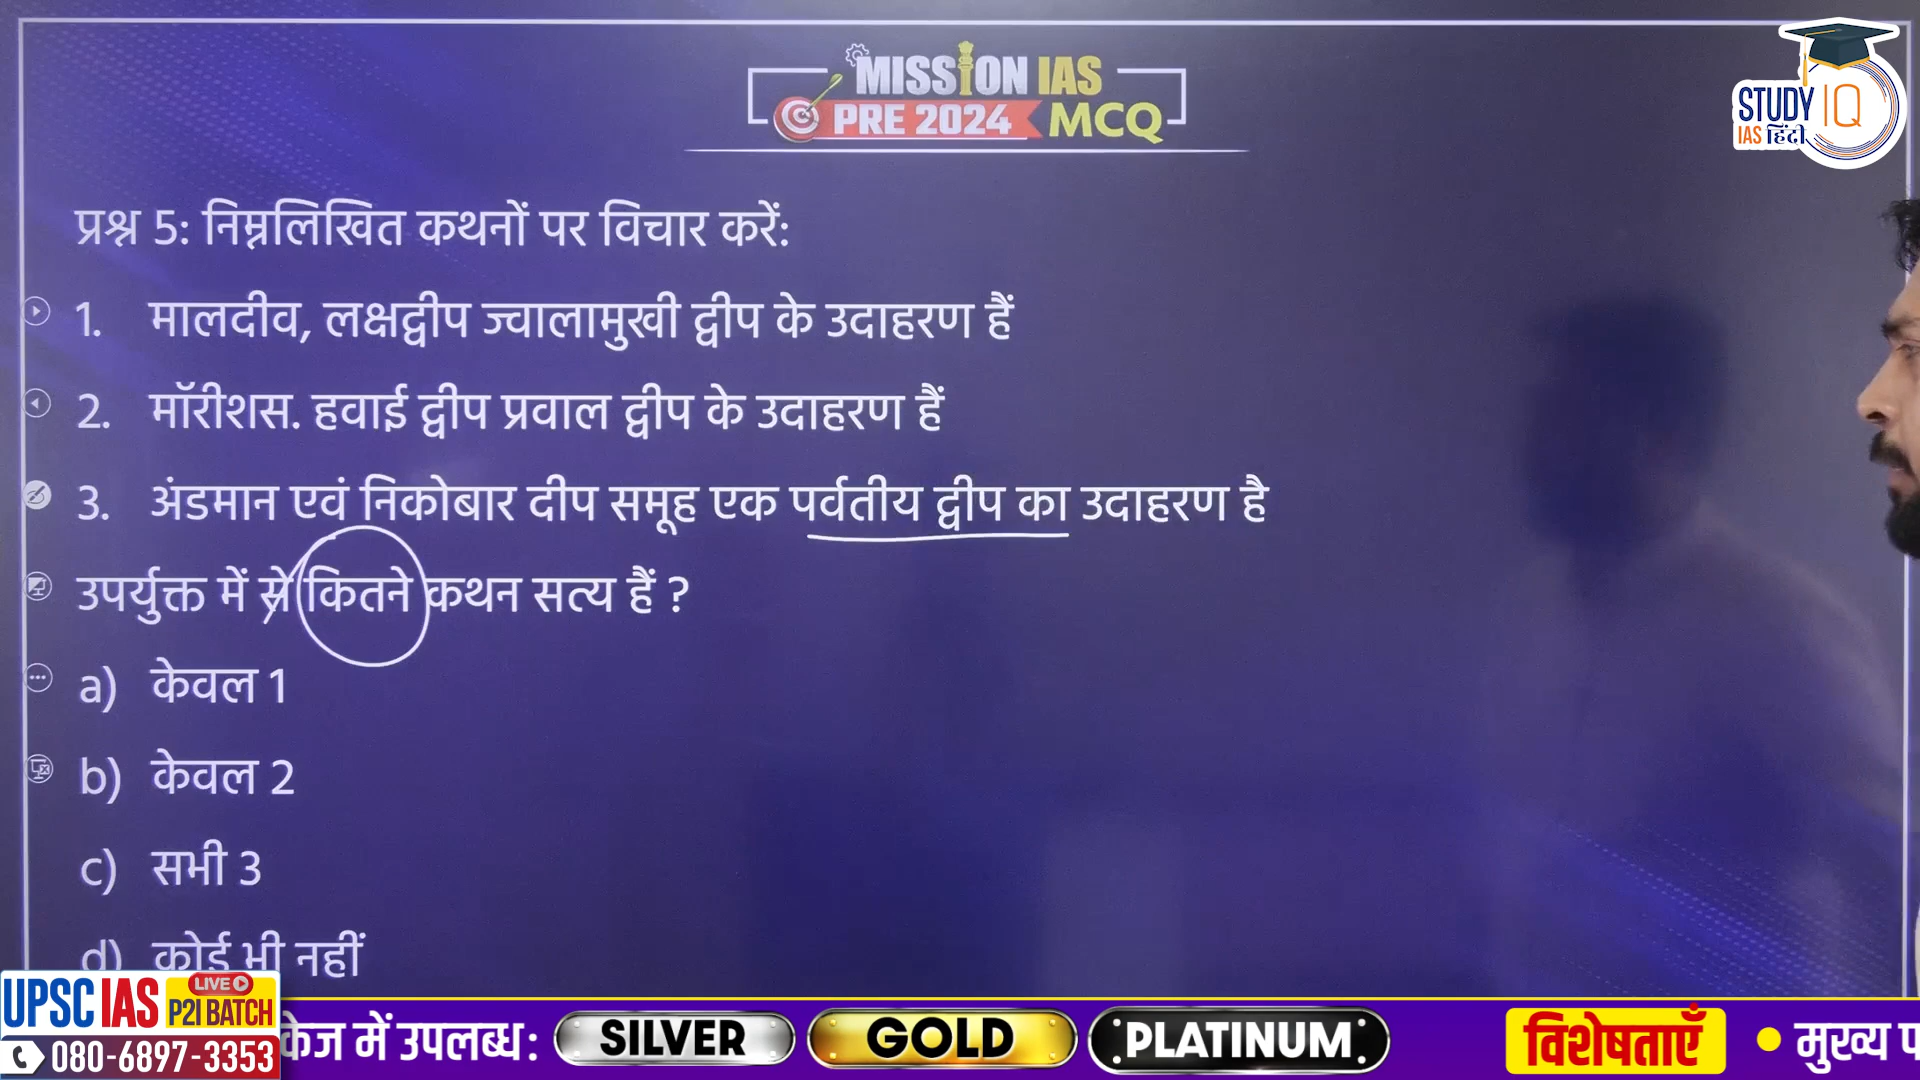 MISSION IAS
PRE 2024 MCQ
STUDY IQ
IAS हिंदी
प्रश्न 5: निम्नलिखित कथनों पर विचार करें:
1. मालदीव, लक्षद्वीप ज्वालामुखी द्वीप के उदाहरण हैं
2. मॉरीशस. हवाई द्वीप प्रवाल द्वीप के उदाहरण हैं
3. अंडमान एवं निकोबार दीप समूह एक पर्वतीय द्वीप का उदाहरण है
उपर्युक्त में से कितने कथन सत्य हैं ?
a) केवल 1
b) केवल 2
c) सभी 3
d) कोई भी नहीं
UPSC IAS LIVE P2I BATCH
080-6897-3353
केज में उपलब्ध: SILVER GOLD PLATINUM विशेषताएँ • मुख्य प